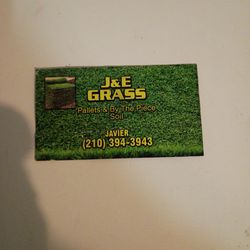 J&E
GRASS
Pallets & By The Piece
Soil
JAVIER
(210) 394-3943